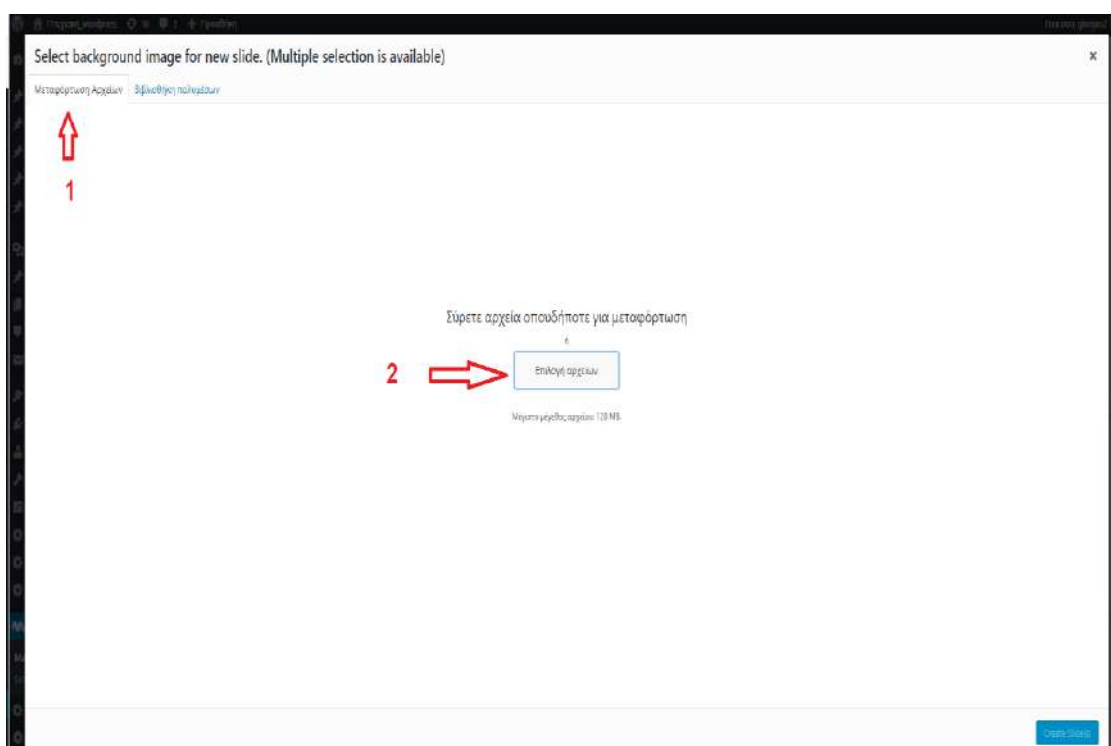 Προσθήκη
Select background image for new slide. (Multiple selection is available)
×
Μεταφόρτωση Αρχείων Βιβλιοθήκη πολυμέσων
1
Σύρετε αρχεία οπουδήποτε για μεταφόρτωση
ή
2 Επιλογή αρχείων
Μέγιστο μέγεθος αρχείου: 128 MB.
Create Slide(s)